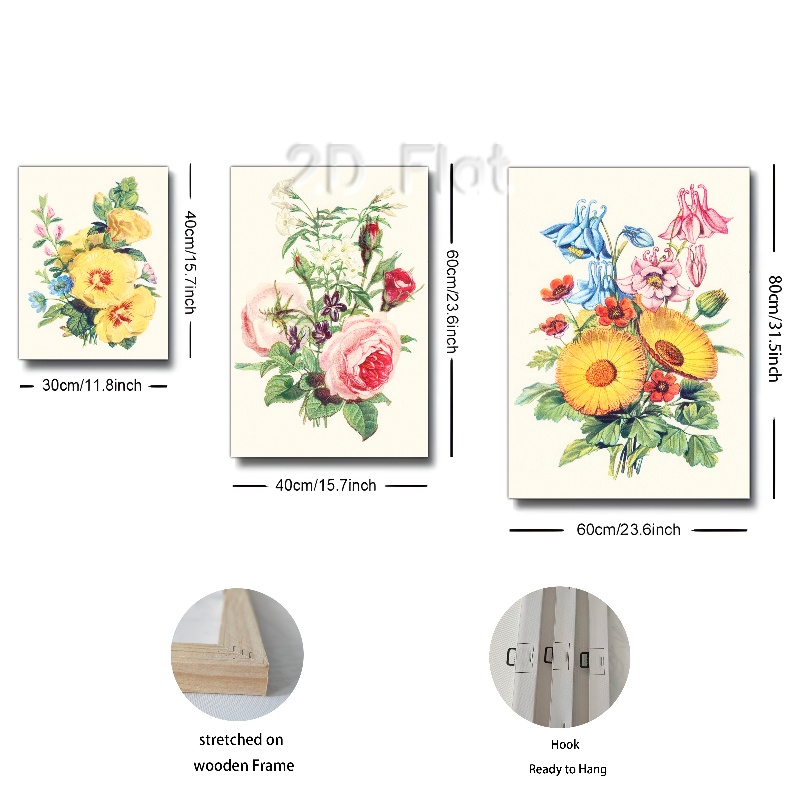 2D Flat
40cm/15.7inch
30cm/11.8inch
60cm/23.6inch
40cm/15.7inch
80cm/31.5inch
60cm/23.6inch
stretched on
wooden Frame
Hook
Ready to Hang